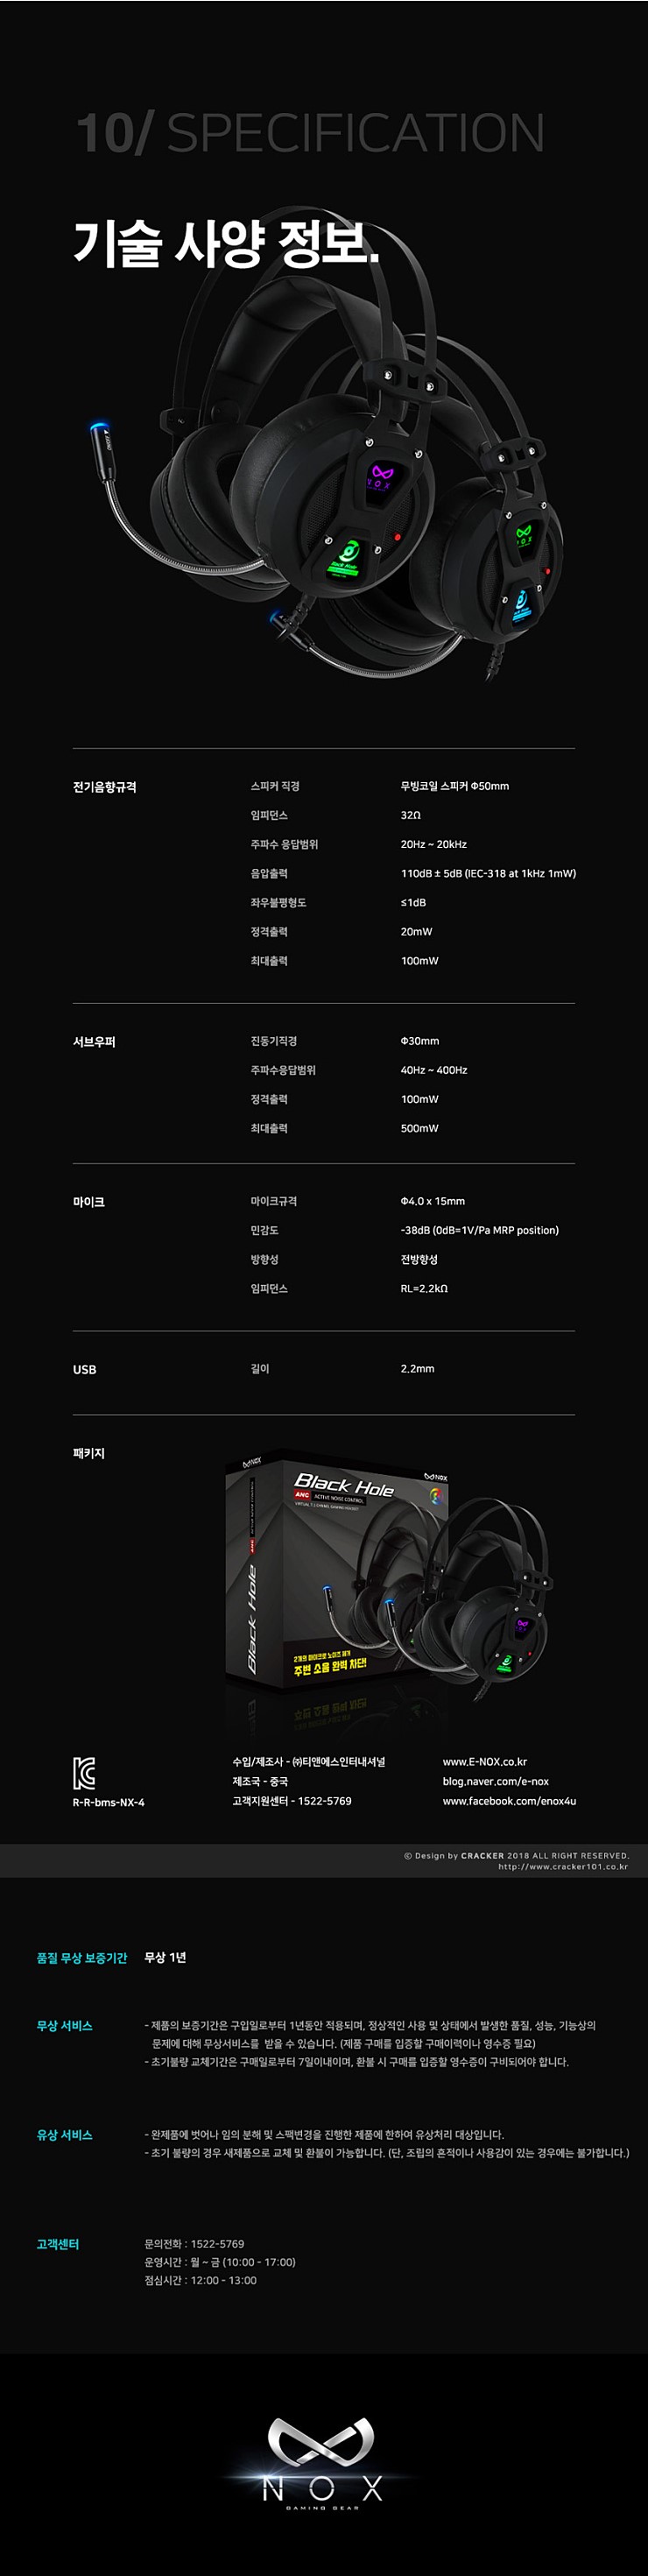 10/ SPECIFICATION
기술 사양 정보.
NOX
Black Hole
NOX
전기음향규격
스피커 직경 무빙코일 스피커 Φ50mm
임피던스 32Ω
주파수 응답범위 20Hz ~ 20kHz
음압출력 110dB ± 5dB (IEC-318 at 1kHz 1mW)
좌우불평형도 ≤1dB
정격출력 20mW
최대출력 100mW
서브우퍼
진동기직경 Φ30mm
주파수응답범위 40Hz ~ 400Hz
정격출력 100mW
최대출력 500mW
마이크
마이크규격 Φ4.0 x 15mm
민감도 -38dB (0dB=1V/Pa MRP position)
방향성 전방향성
임피던스 RL=2.2kΩ
USB
길이 2.2mm
패키지
NOX
NOX
Black Hole
ANC ACTIVE NOISE CONTROL
VIRTUAL 7.1 CHANNEL GAMING HEADSET
Black Hole
2개의 마이크로 노이즈 제거
주변 소음 완벽 차단!
R-R-bms-NX-4
수입/제조사 - ㈜티앤에스인터내셔널
제조국 - 중국
고객지원센터 - 1522-5769
www.E-NOX.co.kr
blog.naver.com/e-nox
www.facebook.com/enox4u
ⓒ Design by CRACKER 2018 ALL RIGHT RESERVED.
http://www.cracker101.co.kr
품질 무상 보증기간 무상 1년
무상 서비스
- 제품의 보증기간은 구입일로부터 1년동안 적용되며, 정상적인 사용 및 상태에서 발생한 품질, 성능, 기능상의
문제에 대해 무상서비스를 받을 수 있습니다. (제품 구매를 입증할 구매이력이나 영수증 필요)
- 초기불량 교체기간은 구매일로부터 7일이내이며, 환불 시 구매를 입증할 영수증이 구비되어야 합니다.
유상 서비스
- 완제품에 벗어나 임의 분해 및 스팩변경을 진행한 제품에 한하여 유상처리 대상입니다.
- 초기 불량의 경우 새제품으로 교체 및 환불이 가능합니다. (단, 조립의 흔적이나 사용감이 있는 경우에는 불가합니다.)
고객센터
문의전화 : 1522-5769
운영시간 : 월 ~ 금 (10:00 - 17:00)
점심시간 : 12:00 - 13:00
NOX
GAMING GEAR